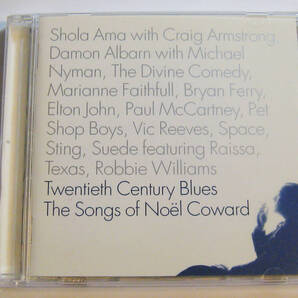 Shola Ama with Craig Armstrong,
Damon Albarn with Michael
Nyman, The Divine Comedy,
Marianne Faithfull, Bryan Ferry,
Elton John, Paul McCartney, Pet
Shop Boys, Vic Reeves, Space,
Sting, Suede featuring Raissa,
Texas, Robbie Williams
Twentieth Century Blues
The Songs of Noël Coward